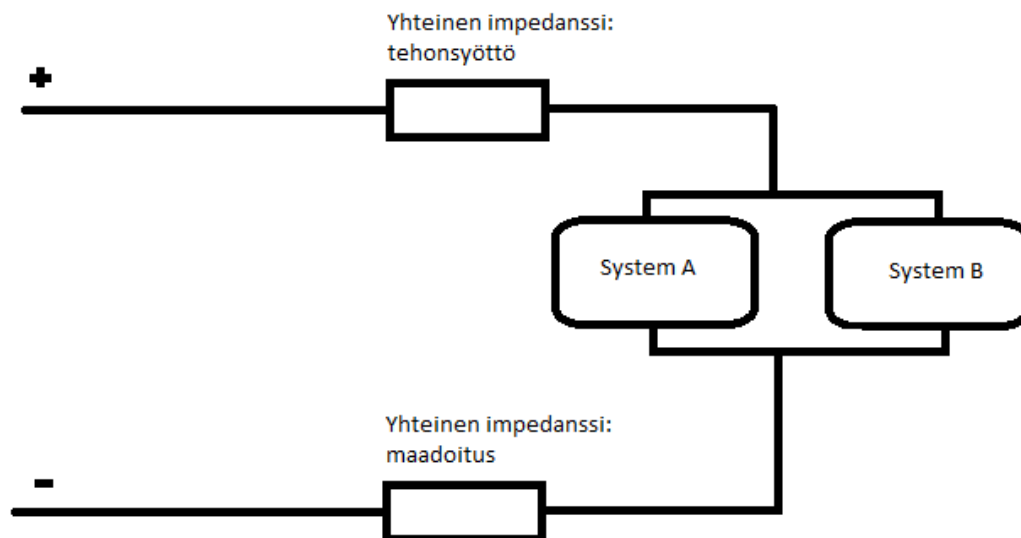 Yhteinen impedanssi:
tehonsyöttö
+
System A
System B
Yhteinen impedanssi:
maadoitus
-